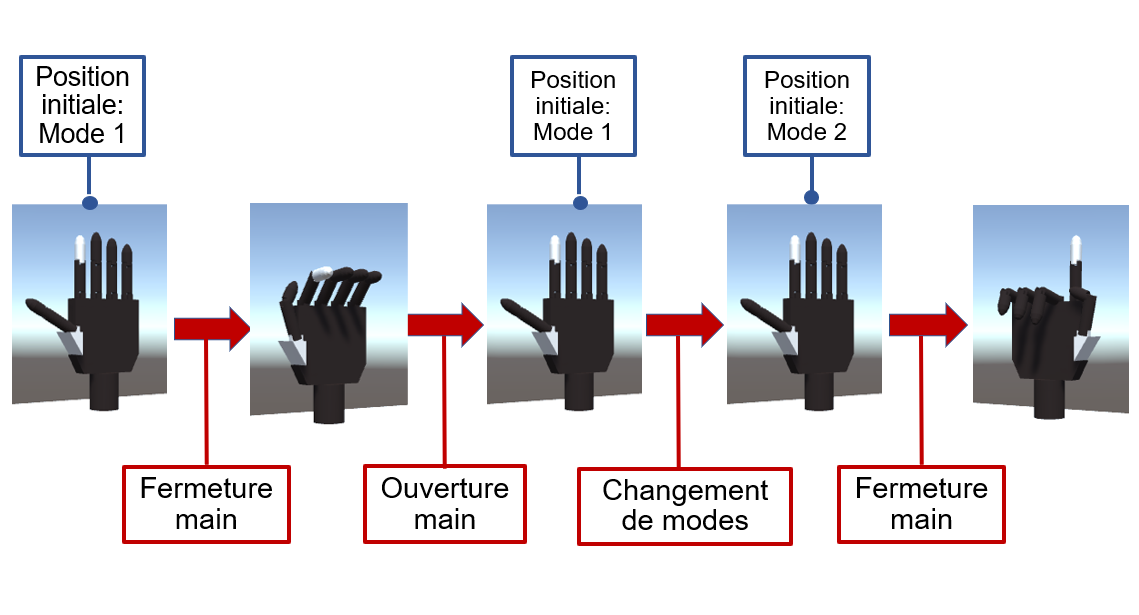 Position
initiale:
Mode 1
Position
initiale:
Mode 1
Position
initiale:
Mode 2
Fermeture
main
Ouverture
main
Changement
de modes
Fermeture
main